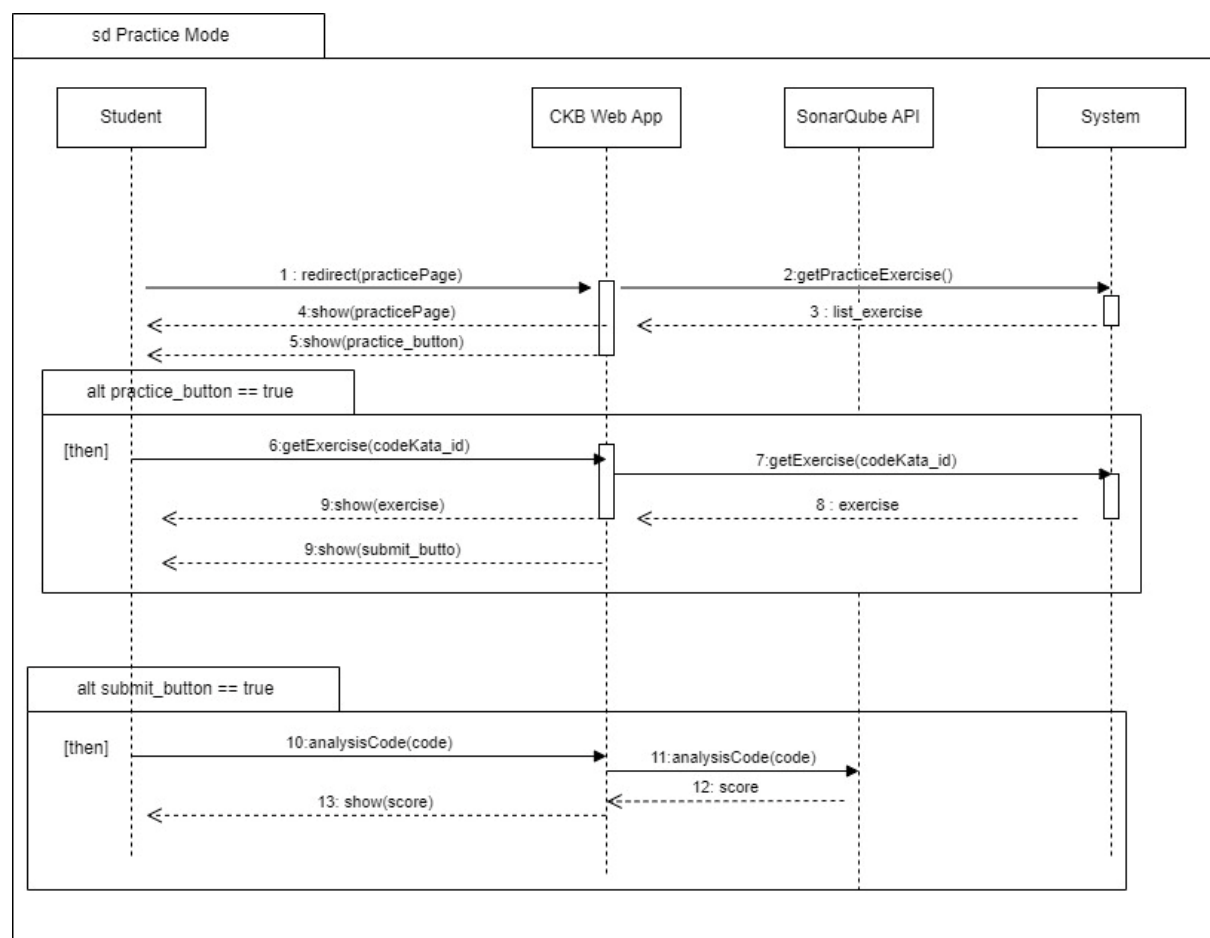 sd Practice Mode
Student
CKB Web App
SonarQube API
System
1 : redirect(practicePage)
2:getPracticeExercise()
4:show(practicePage)
3 : list_exercise
5:show(practice_button)
alt practice_button == true
[then]
6:getExercise(codeKata_id)
7:getExercise(codeKata_id)
9:show(exercise)
8 : exercise
9:show(submit_butto)
alt submit_button == true
[then]
10:analysisCode(code)
11:analysisCode(code)
12: score
13: show(score)